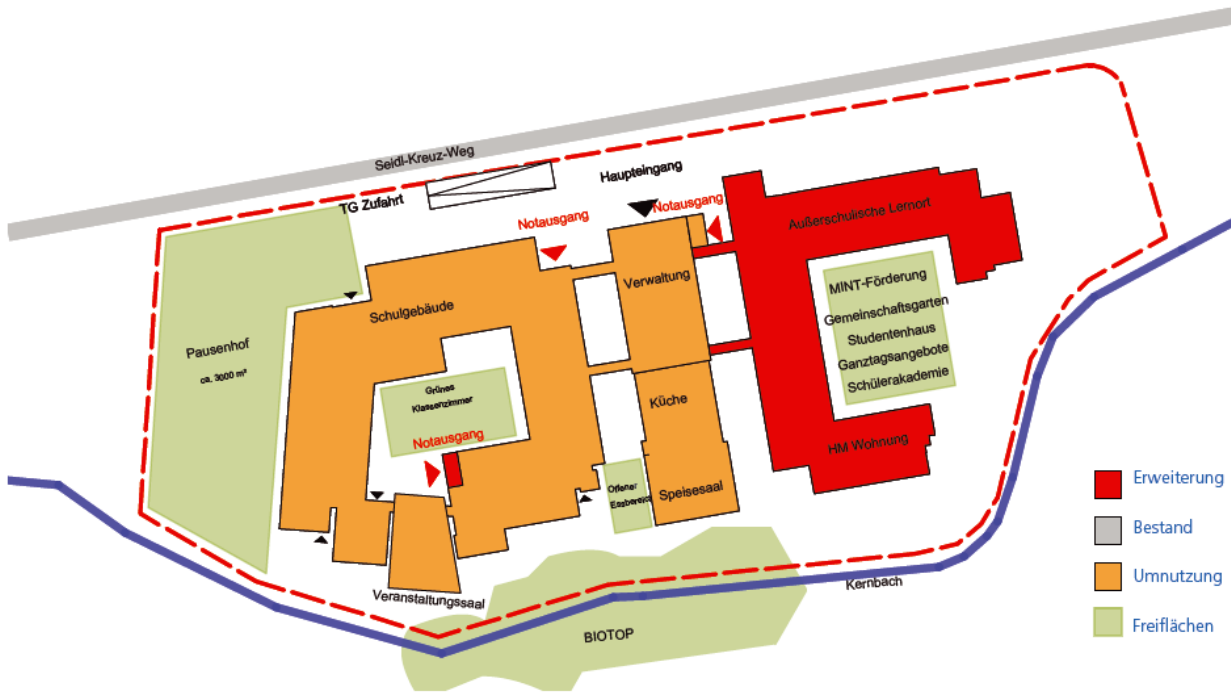 Seidl-Kreuz-Weg
Haupteingang
TG Zufahrt
Notausgang
Notausgang
Außerschulische Lernort
Verwaltung
Schulgebäude
MINT-Förderung
Gemeinschaftsgarten
Studentenhaus
Ganztagsangebote
Schülerakademie
Pausenhof
ca. 3000 m²
Grünes
Klassenzimmer
Notausgang
Küche
HM Wohnung
Offener
Essbereich
Speisesaal
Veranstaltungssaal
Kernbach
BIOTOP
Erweiterung
Bestand
Umnutzung
Freiflächen